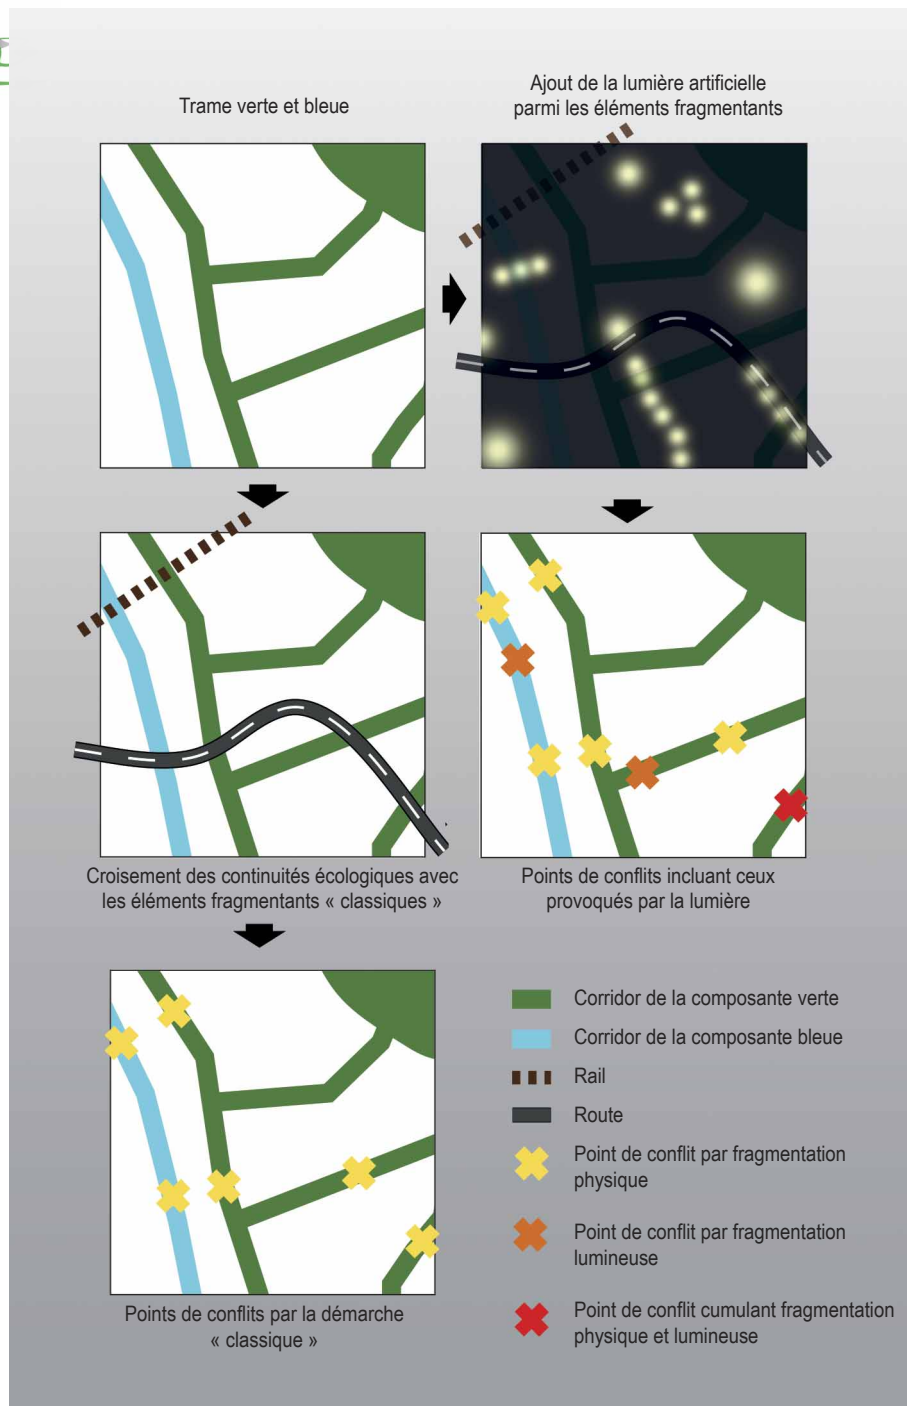 Trame verte et bleue
Ajout de la lumière artificielle
parmi les éléments fragmentants
Croisement des continuités écologiques avec
les éléments fragmentants « classiques »
Points de conflits incluant ceux
provoqués par la lumière
Points de conflits par la démarche
« classique »
Corridor de la composante verte
Corridor de la composante bleue
Rail
Route
Point de conflit par fragmentation
physique
Point de conflit par fragmentation
lumineuse
Point de conflit cumulant fragmentation
physique et lumineuse